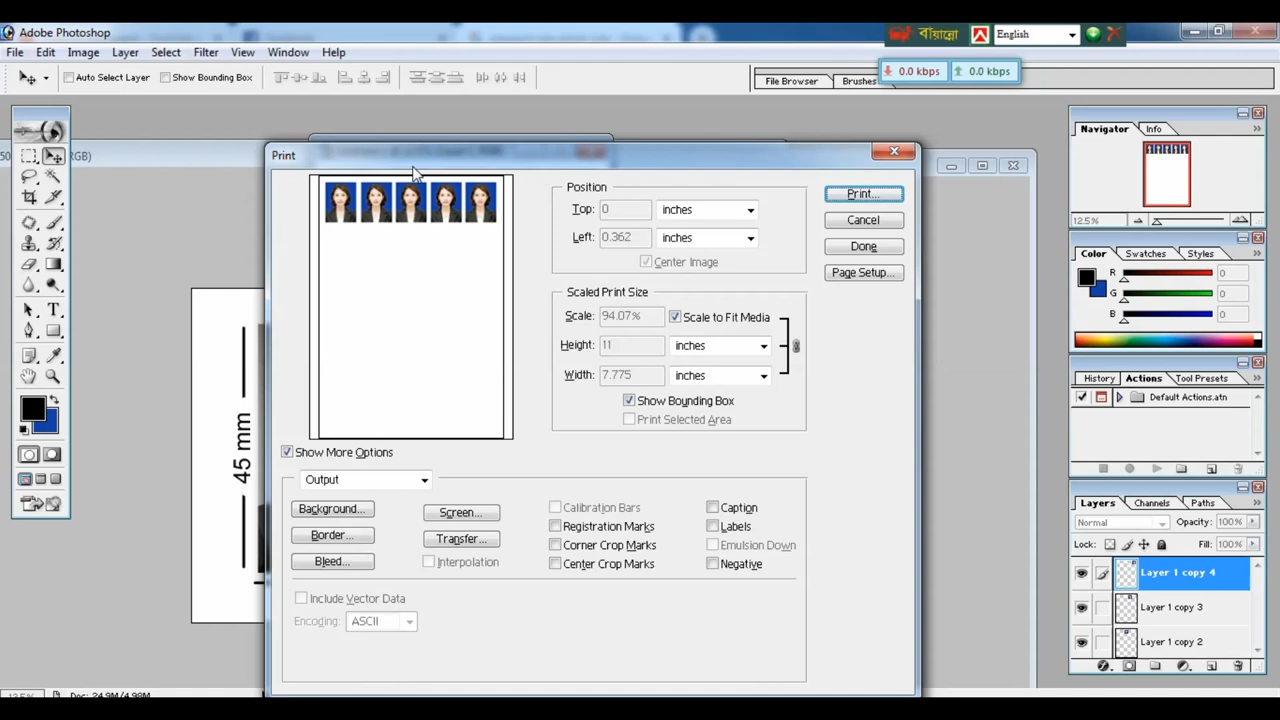 Adobe Photoshop
বায়ান্নো
English
File Edit Image Layer Select Filter View Window Help
0.0 kbps 0.0 kbps
Auto Select Layer Show Bounding Box
File Browser Brushes
Navigator Info
12.5%
RGB)
Print
Position
Top: 0 inches
Left: 0.362 inches
Center Image
Print...
Cancel
Done
Page Setup...
Scaled Print Size
Scale: 94.07% Scale to Fit Media
Height: 11 inches
Width: 7.775 inches
Show Bounding Box
Print Selected Area
Show More Options
Output
Background...
Border...
Bleed...
Screen...
Transfer...
Interpolation
Calibration Bars
Registration Marks
Corner Crop Marks
Center Crop Marks
Caption
Labels
Emulsion Down
Negative
Include Vector Data
Encoding: ASCII
45 mm
Color Swatches Styles
R 0
G 0
B 0
History Actions Tool Presets
Default Actions.atn
Layers Channels Paths
Normal Opacity: 100%
Lock: Fill: 100%
Layer 1 copy 4
Layer 1 copy 3
Layer 1 copy 2
12.5% Doc: 24.9M/4.98M